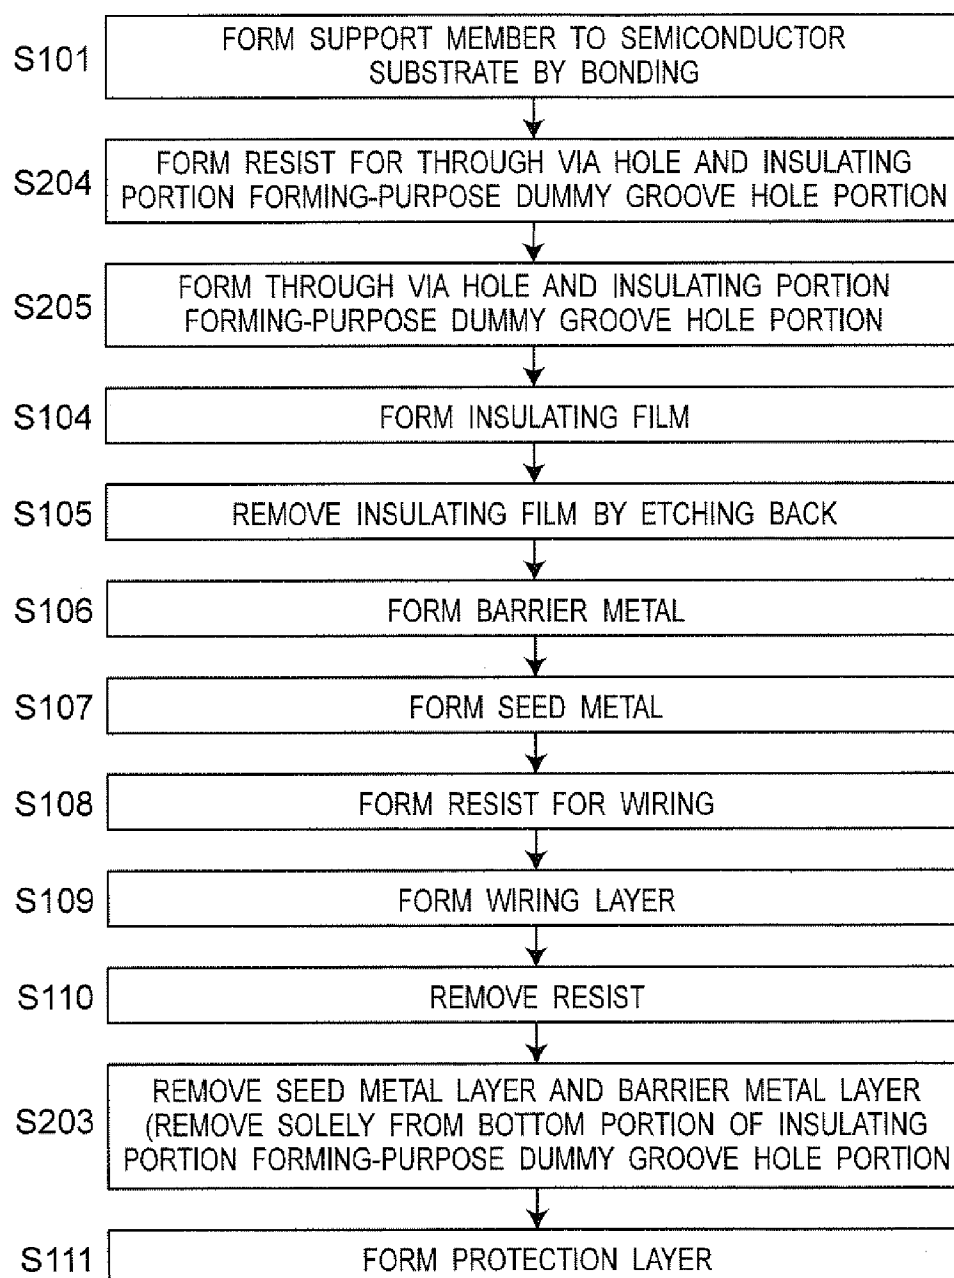 S101
FORM SUPPORT MEMBER TO SEMICONDUCTOR
SUBSTRATE BY BONDING
S204
FORM RESIST FOR THROUGH VIA HOLE AND INSULATING
PORTION FORMING-PURPOSE DUMMY GROOVE HOLE PORTION
S205
FORM THROUGH VIA HOLE AND INSULATING PORTION
FORMING-PURPOSE DUMMY GROOVE HOLE PORTION
S104
FORM INSULATING FILM
S105
REMOVE INSULATING FILM BY ETCHING BACK
S106
FORM BARRIER METAL
S107
FORM SEED METAL
S108
FORM RESIST FOR WIRING
S109
FORM WIRING LAYER
S110
REMOVE RESIST
S203
REMOVE SEED METAL LAYER AND BARRIER METAL LAYER
(REMOVE SOLELY FROM BOTTOM PORTION OF INSULATING
PORTION FORMING-PURPOSE DUMMY GROOVE HOLE PORTION
S111
FORM PROTECTION LAYER